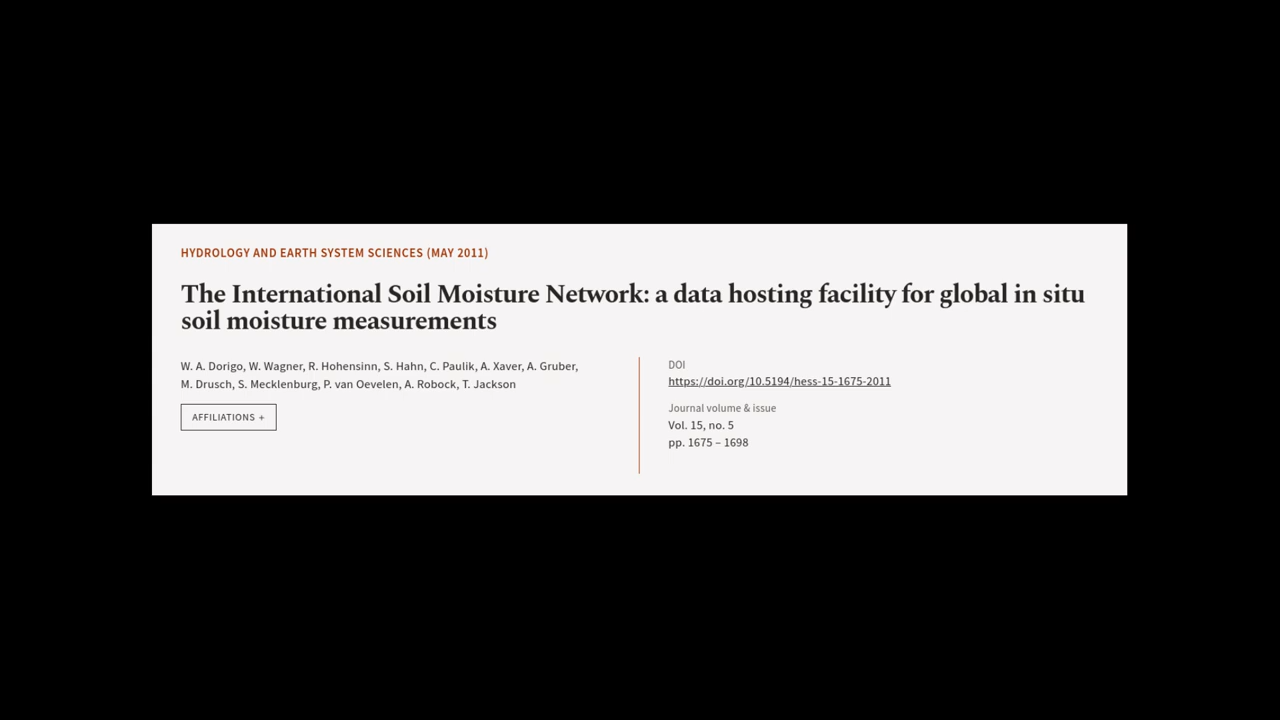 HYDROLOGY AND EARTH SYSTEM SCIENCES (MAY 2011)
The International Soil Moisture Network: a data hosting facility for global in situ
soil moisture measurements
W. A. Dorigo, W. Wagner, R. Hohensinn, S. Hahn, C. Paulik, A. Xaver, A. Gruber,
M. Drusch, S. Mecklenburg, P. van Oevelen, A. Robock, T. Jackson
AFFILIATIONS +
DOI
https://doi.org/10.5194/hess-15-1675-2011
Journal volume & issue
Vol. 15, no. 5
pp. 1675 – 1698